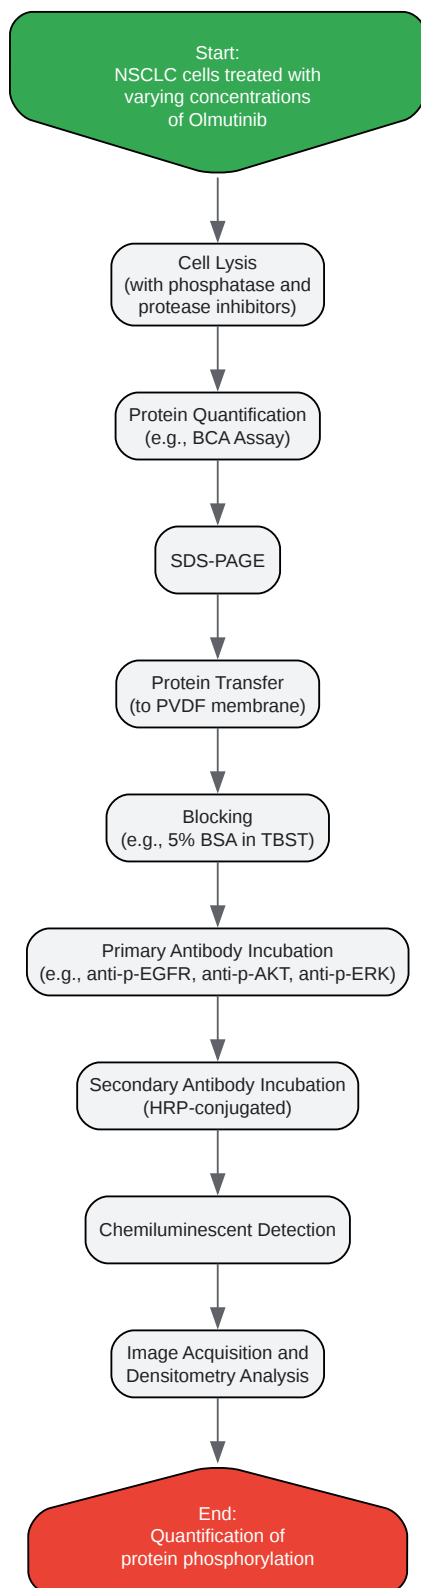 Start:
NSCLC cells treated with
varying concentrations
of Olmutinib
Cell Lysis
(with phosphatase and
protease inhibitors)
Protein Quantification
(e.g., BCA Assay)
SDS-PAGE
Protein Transfer
(to PVDF membrane)
Blocking
(e.g., 5% BSA in TBST)
Primary Antibody Incubation
(e.g., anti-p-EGFR, anti-p-AKT, anti-p-ERK)
Secondary Antibody Incubation
(HRP-conjugated)
Chemiluminescent Detection
Image Acquisition and
Densitometry Analysis
End:
Quantification of
protein phosphorylation